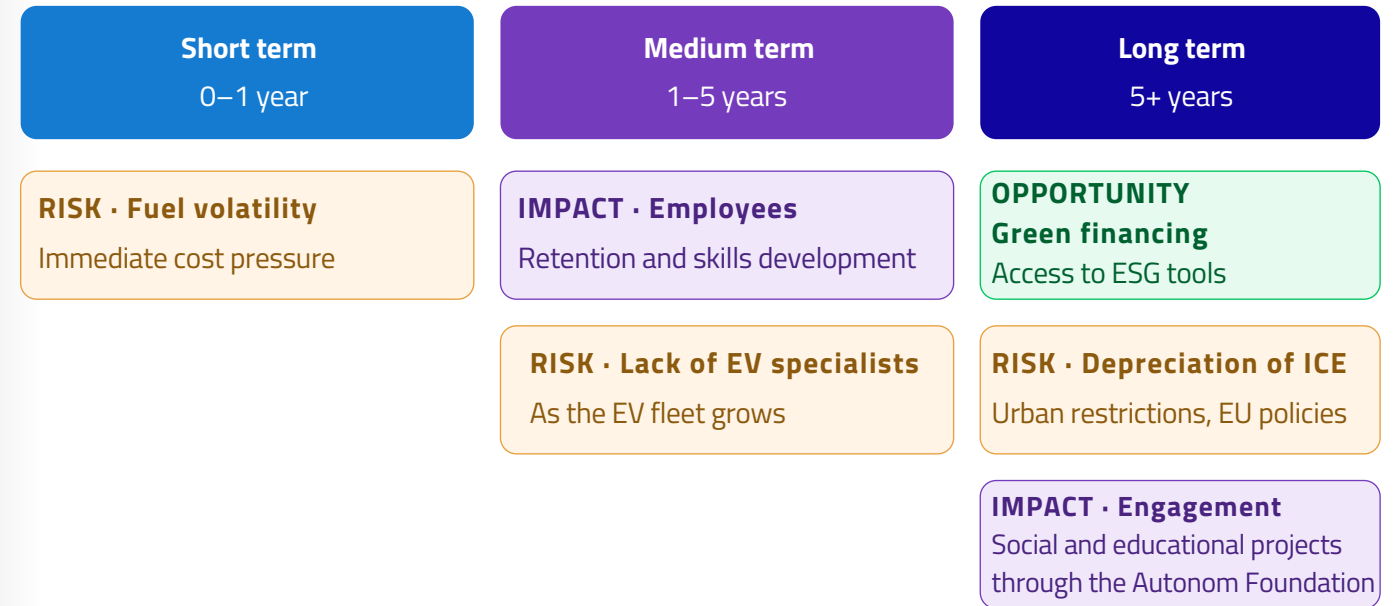 Short term
0–1 year
Medium term
1–5 years
Long term
5+ years
RISK · Fuel volatility
Immediate cost pressure
IMPACT · Employees
Retention and skills development
OPPORTUNITY
Green financing
Access to ESG tools
RISK · Lack of EV specialists
As the EV fleet grows
RISK · Depreciation of ICE
Urban restrictions, EU policies
IMPACT · Engagement
Social and educational projects
through the Autonom Foundation